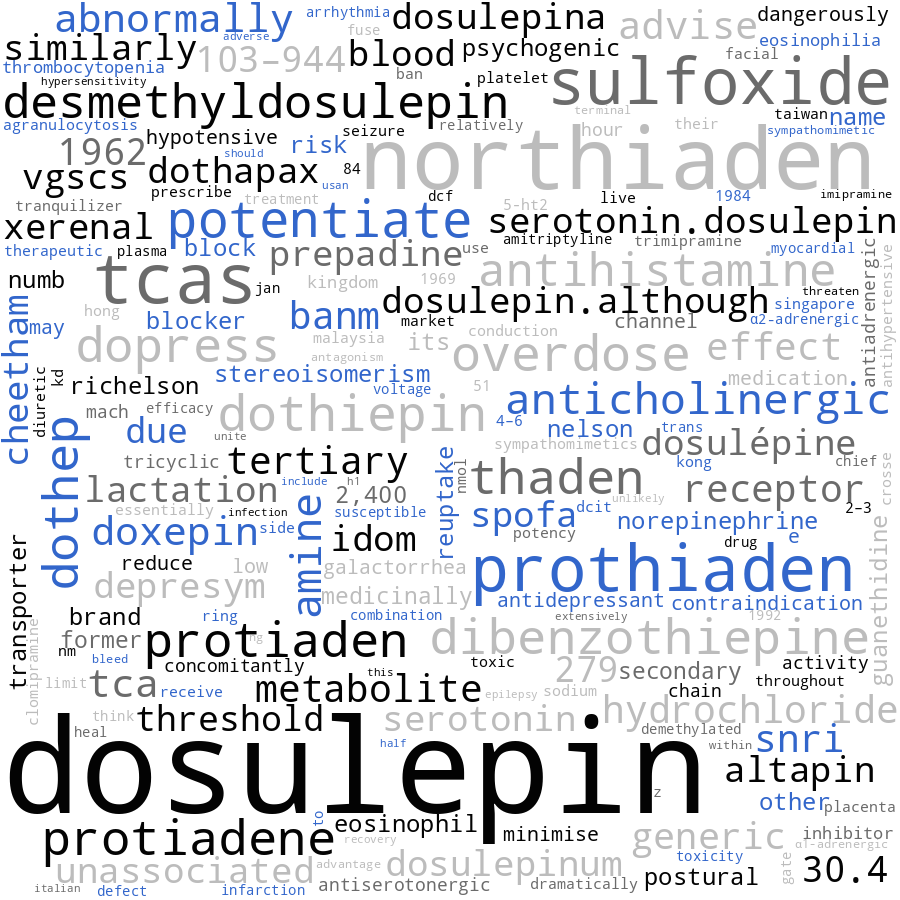 abnormally
arrhythmia
dosulepina
advise
dangerously
fuse
adverse
similarly
103–944
blood
psychogenic
eosinophilia
facial
thrombocytopenia
hypersensitivity
ban
platelet
sulfoxide
desmethyldosulepin
terminal
taiwan
name
agranulocytosis
hypotensive
seizure
relatively
hour
their
sympathomimetic
1962
should
risk
northiaden
vgscs
dothapax
84
usan
prescribe
treatment
dcf
5-ht2
live
1984
imipramine
tranquilizer
xerenal
potentiate
serotonin.dosulepin
therapeutic
plasma
block
prepadine
use
amitriptyline
trimipramine
myocardial
antiadrenergic
antihypertensive
numb
tcas
jan
kingdom
1969
antihistamine
threaten
cheetham
may
hong
blocker
banm
dosulepin.although
singapore
market
channel
α2-adrenergic
dopress
malaysia
its
conduction
antagonism
overdose
effect
diuretic
kd
richelson
stereoisomerism
voltage
51
medication
mach
efficacy
dothiepin
anticholinergic
dothep
due
unite
4–6
nelson
trans
sympathomimetics
dosulépine
tricyclic
tertiary
reuptake
nmol
kong
chief
crosse
lactation
include
h1
2,400
thaden
receptor
unlikely
2–3
essentially
infection
susceptible
spofa
dcit
norepinephrine
doxepin
side
amine
idom
potency
drug
e
guanethidine
transporter
reduce
low
galactorrhea
prothiaden
depresym
medicinally
antidepressant
contraindication
brand
ring
combination
extensively
1992
former
protiaden
ng
dibenzothiepine
nm
bleed
concomitantly
this
toxic
279
secondary
activity
clomipramine
limit
tca
receive
metabolite
epilepsy
sodium
chain
throughout
think
threshold
serotonin
hydrochloride
heal
demethylated
dosulepin
half
within
snri
altapin
z
other
placenta
protiadene
to
eosinophil
recovery
minimise
generic
inhibitor
α1-adrenergic
unassociated
advantage
dosulepinum
toxicity
gate
30.4
italian
defect
infarction
antiserotonergic
dramatically
postural